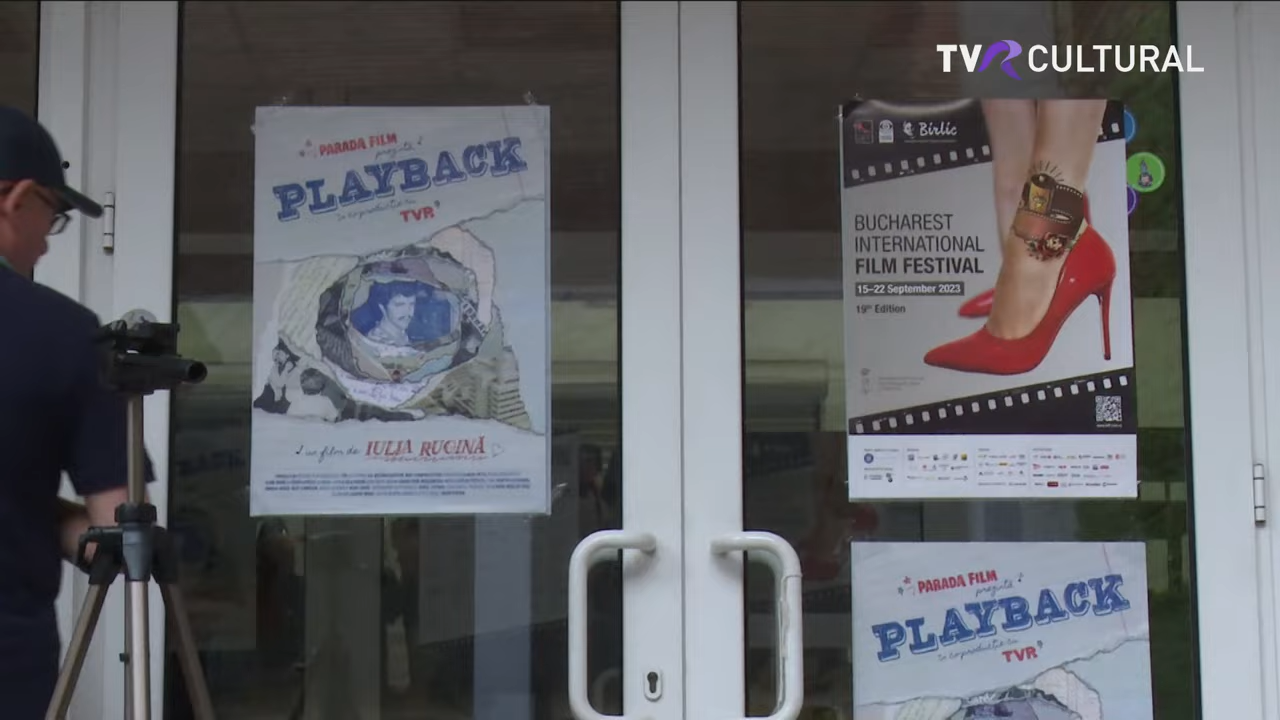 TVR CULTURAL
PARADA FILM
prezintă
PLAYBACK
în coproducție cu
TVR
un film de IULIA RUGINĂ
Birlic
BUCHAREST
INTERNATIONAL
FILM FESTIVAL
15–22 September 2023
19th Edition
PARADA FILM
prezintă
PLAYBACK
în coproducție cu
TVR